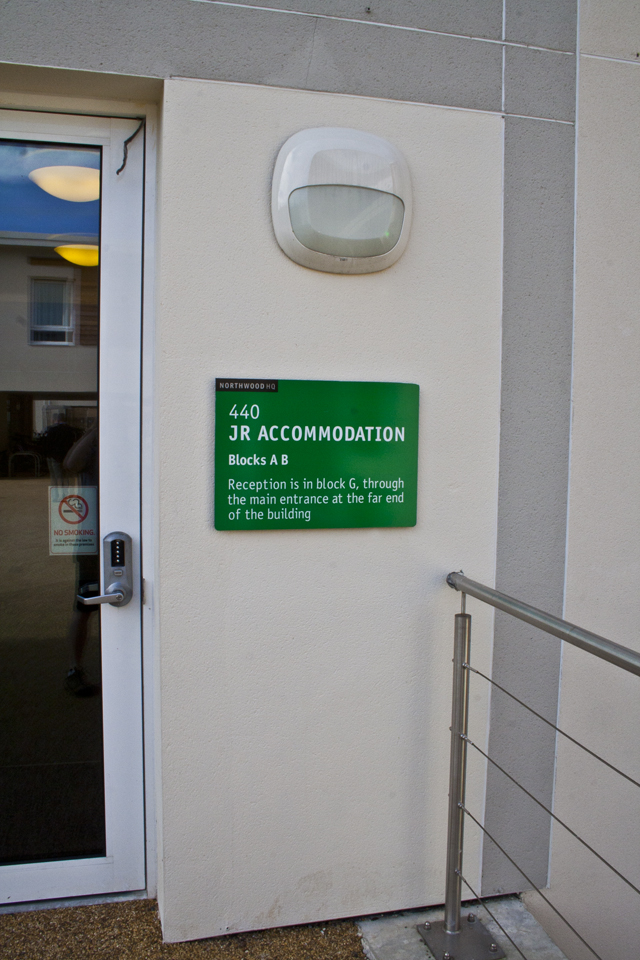 NORTHWOOD HQ
440
JR ACCOMMODATION
Blocks A B
Reception is in block G, through
the main entrance at the far end
of the building
NO SMOKING